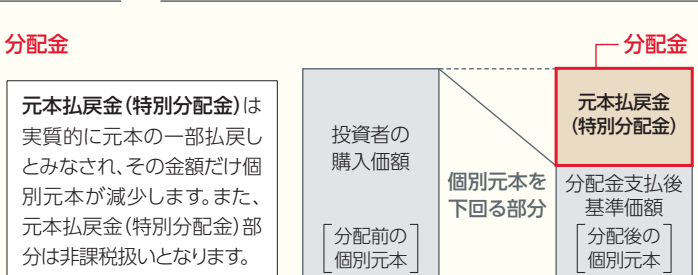 分配金
元本払戻金(特別分配金)は
実質的に元本の一部払戻し
とみなされ、その金額だけ個
別元本が減少します。また、
元本払戻金(特別分配金)部
分は非課税扱いとなります。
投資者の
購入価額
分配前の
個別元本
個別元本を
下回る部分
分配金
元本払戻金
(特別分配金)
分配金支払後
基準価額
分配後の
個別元本